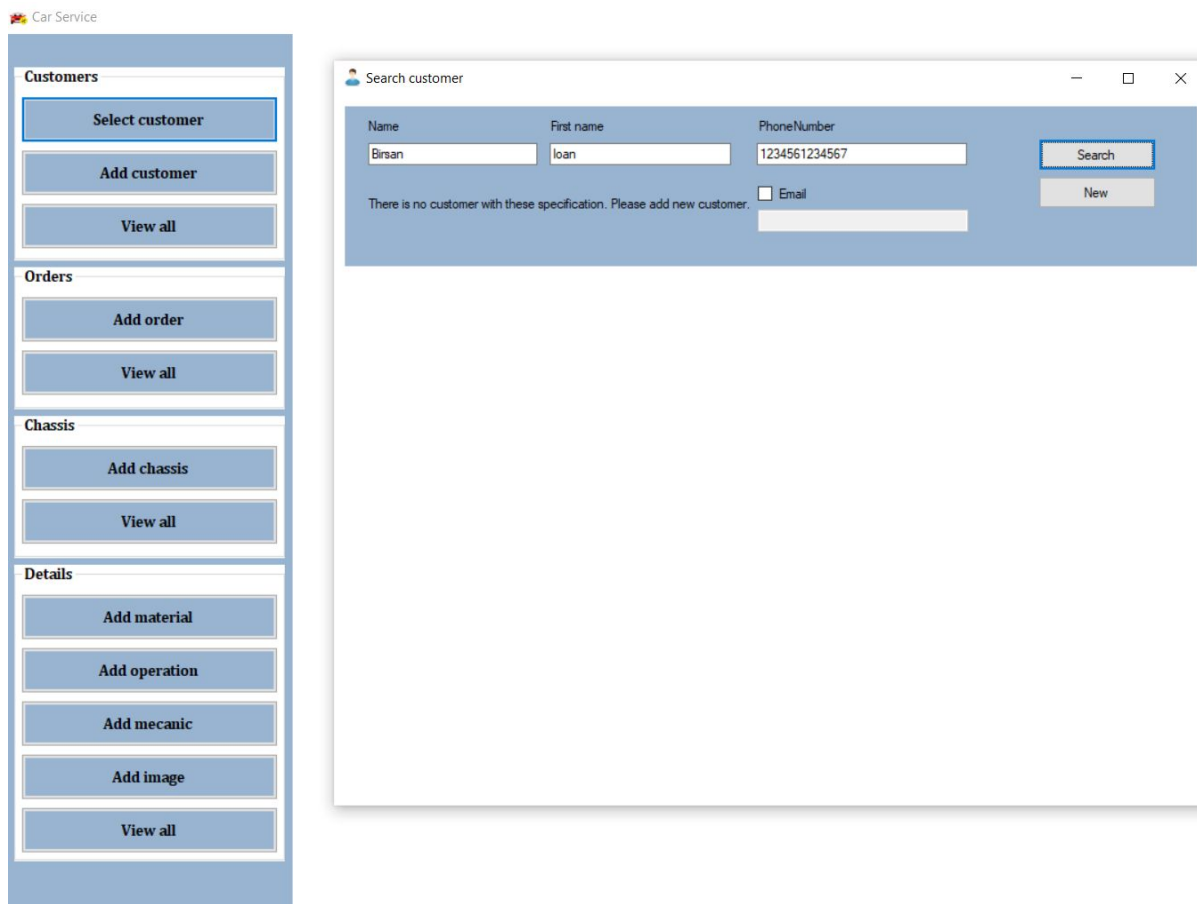 Car Service
Customers
Select customer
Add customer
View all
Orders
Add order
View all
Chassis
Add chassis
View all
Details
Add material
Add operation
Add mecanic
Add image
View all
Search customer
Name First name PhoneNumber
Birsan Ioan 1234561234567 Search
Email New
There is no customer with these specification. Please add new customer.